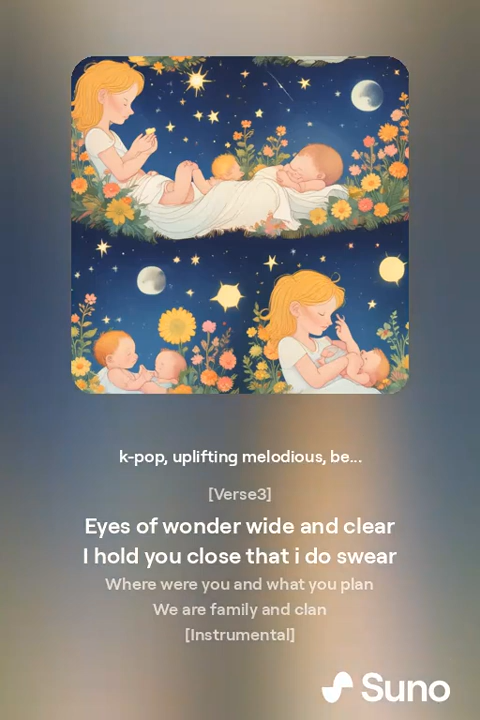 k-pop, uplifting melodious, be...
[Verse3]
Eyes of wonder wide and clear
I hold you close that i do swear
Where were you and what you plan
We are family and clan
[Instrumental]
Suno